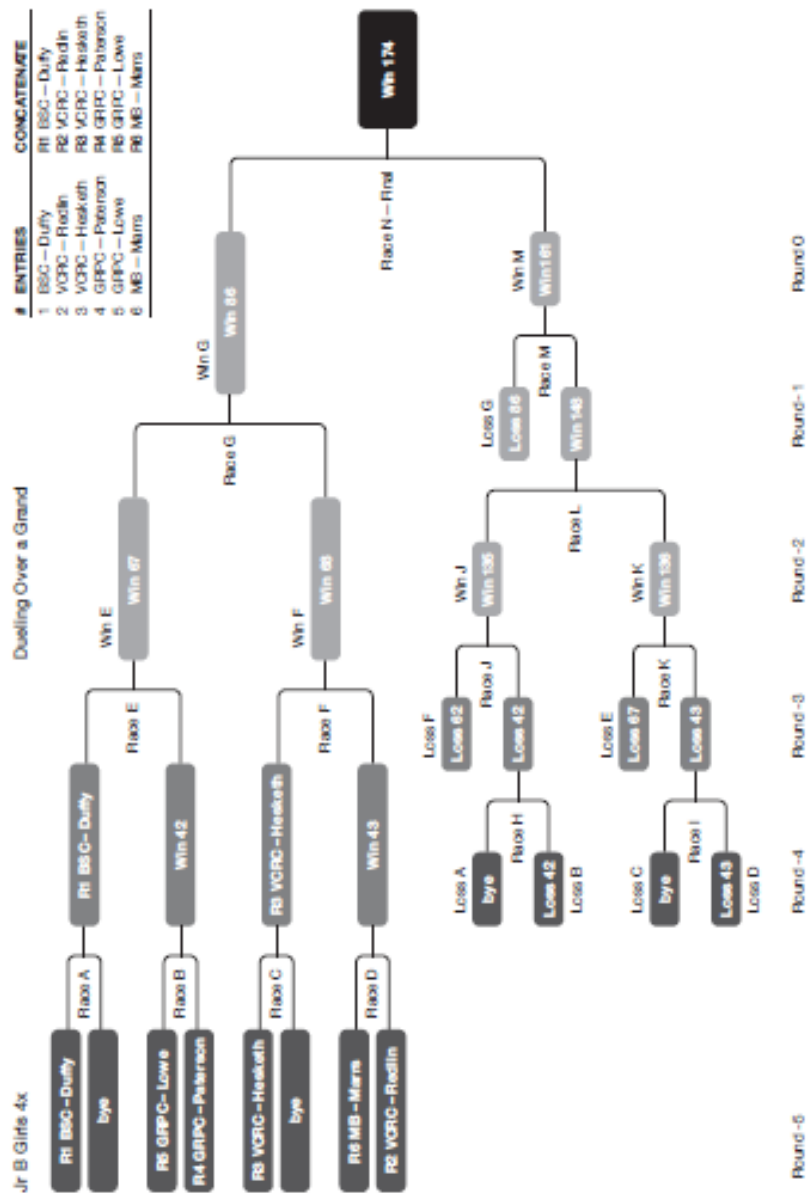 Jr B Girls 4x
Dueling Over a Grand
# ENTRIES CONCATENATE
1 BSC – Duffy R1 BSC – Duffy
2 VCRC – Redlin R2 VCRC – Redlin
3 VCRC – Hesketh R3 VCRC – Hesketh
4 GRPC – Paterson R4 GRPC – Paterson
5 GRPC – Lowe R5 GRPC – Lowe
6 MB – Marrs R6 MB – Marrs
R1 BSC – Duffy
bye
Race A
R5 GRPC – Lowe
R4 GRPC – Paterson
Race B
R3 VCRC – Hesketh
bye
Race C
R6 MB – Marrs
R2 VCRC – Redlin
Race D
R1 BSC – Duffy
Win 42
Race E
R3 VCRC – Hesketh
Win 43
Race F
Win E
Win 67
Win F
Win 68
Race G
Win G
Win 86
Race N – Final
Win 174
Loss A
bye
Race H
Loss 42
Loss B
Loss C
bye
Race I
Loss 43
Loss D
Loss F
Loss 62
Race J
Loss 42
Loss E
Loss 67
Race K
Loss 43
Win J
Win 135
Race L
Win K
Win 136
Loss G
Loss 86
Race M
Win 148
Win M
Win 161
Round -5
Round -4
Round -3
Round -2
Round - 1
Round 0